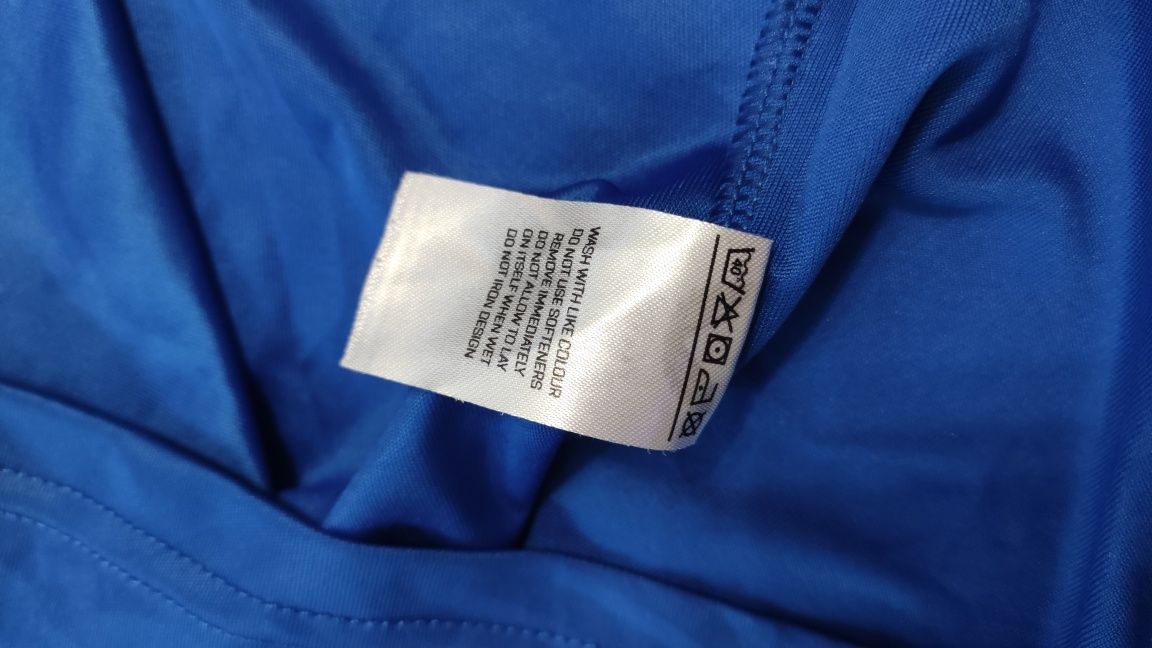 40°
WASH WITH LIKE COLOUR
DO NOT USE SOFTENERS
REMOVE IMMEDIATELY
DO NOT ALLOW TO LAY
ON ITSELF WHEN WET
DO NOT IRON DESIGN